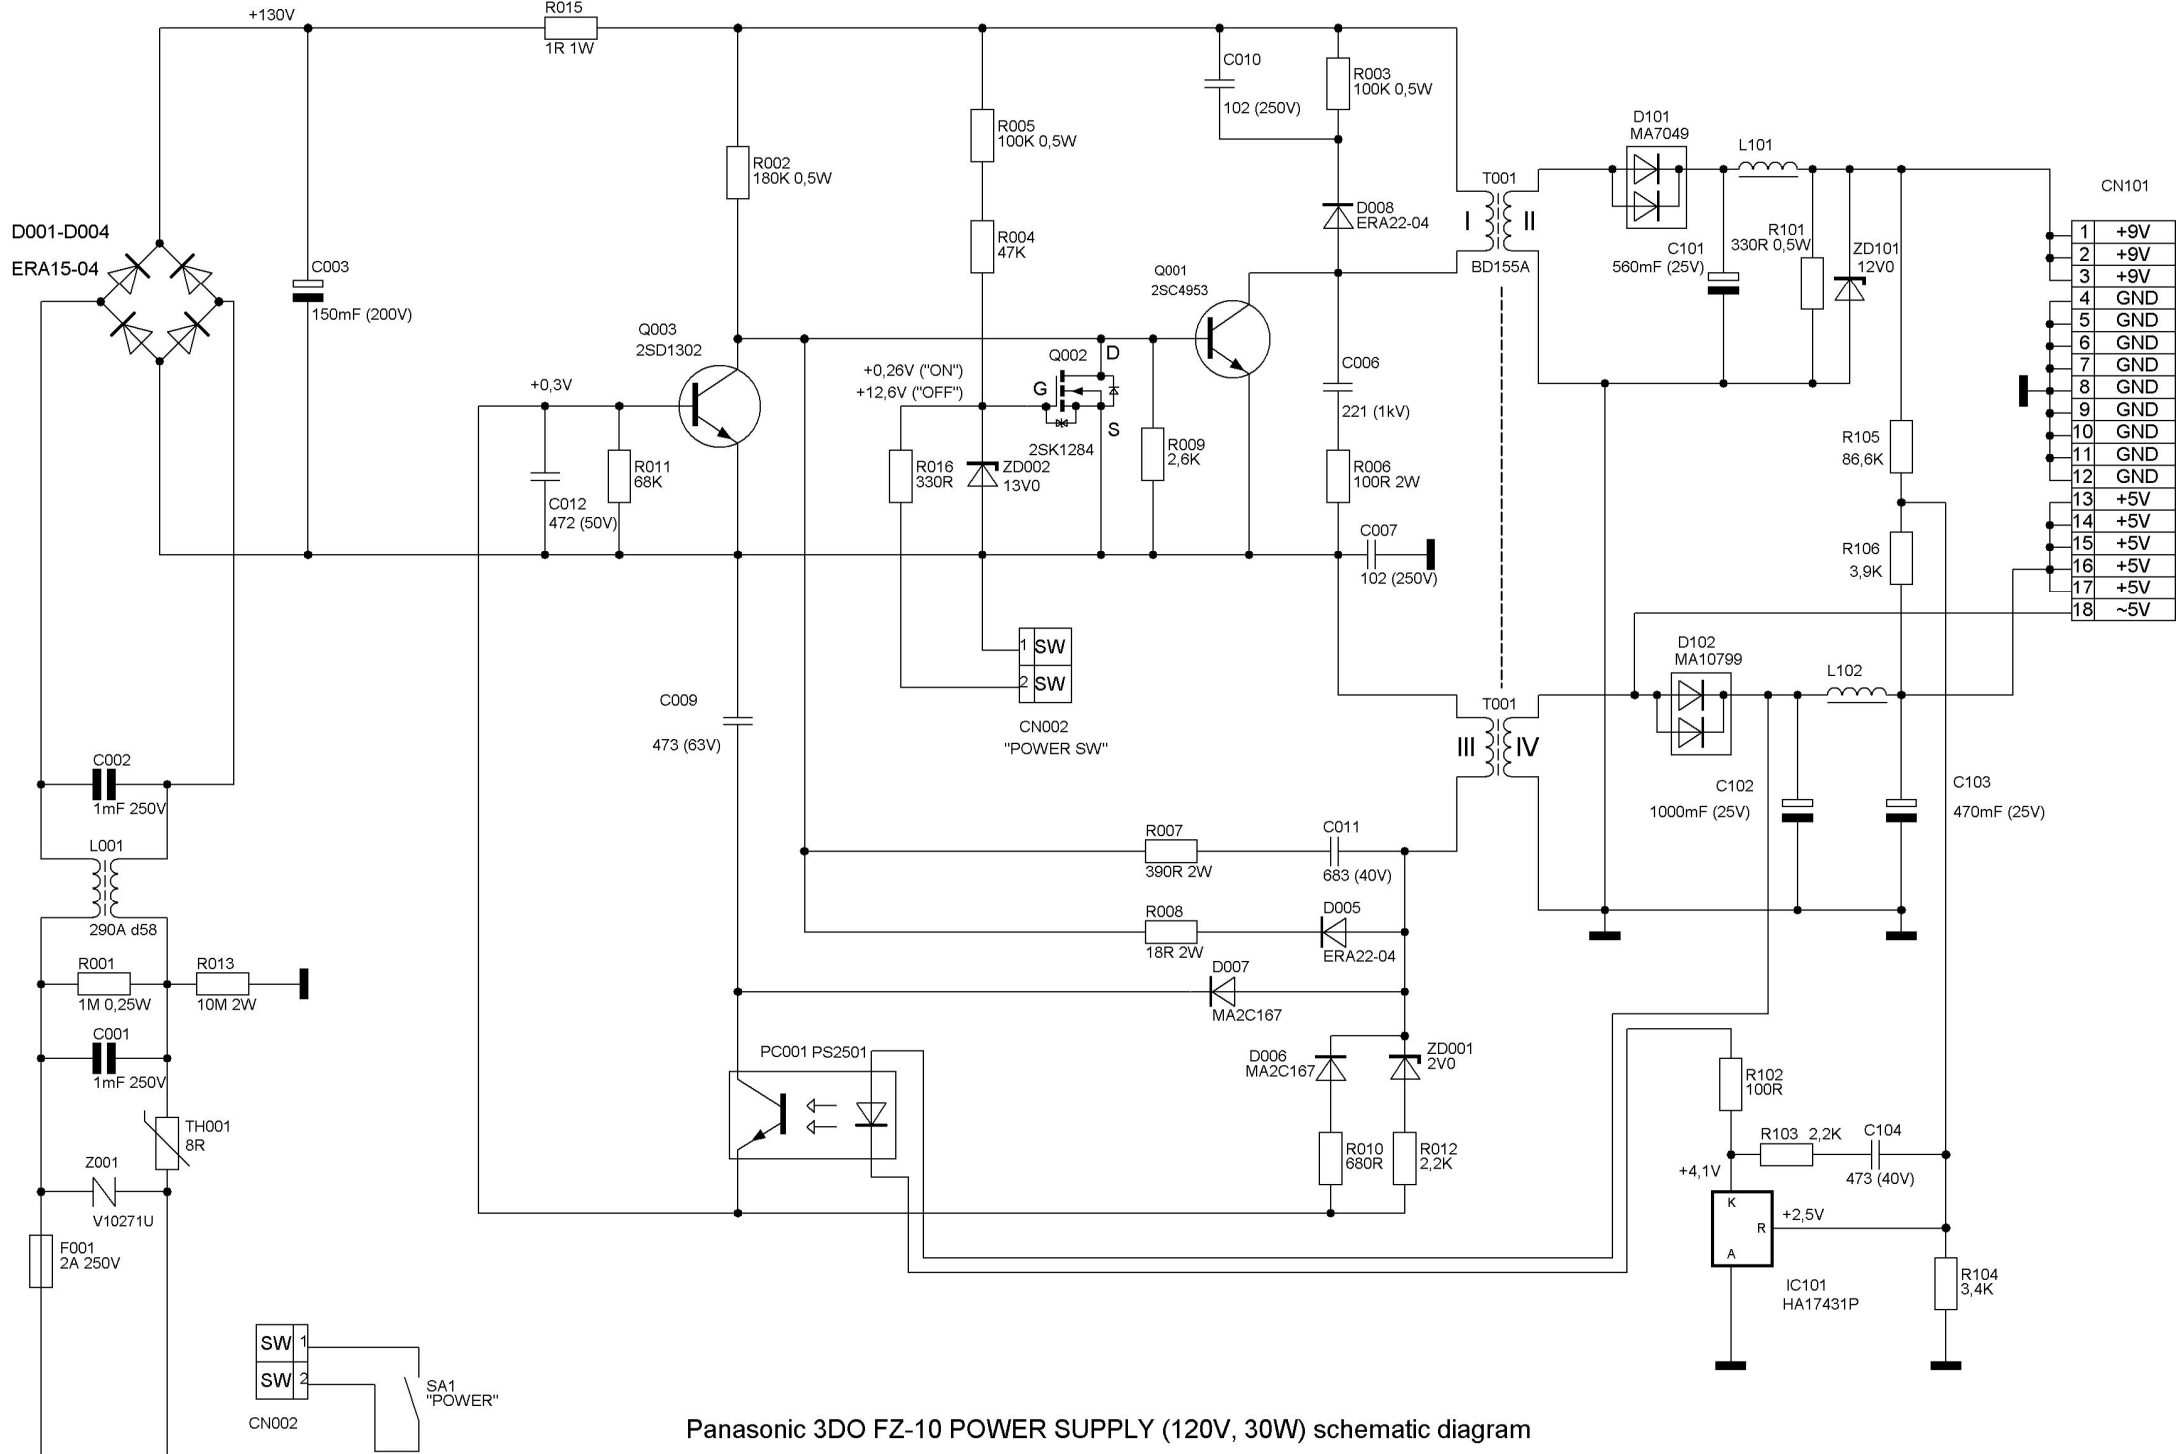 +130V
R015
1R 1W
C010
102 (250V)
R003
100K 0,5W
R005
100K 0,5W
R002
180K 0,5W
R004
47K
D008
ERA22-04
D101
MA7049
L101
T001
I
II
BD155A
CN101
D001-D004
ERA15-04
C003
150mF (200V)
Q001
2SC4953
C101
560mF (25V)
R101
330R 0,5W
ZD101
12V0
1 +9V
2 +9V
3 +9V
4 GND
5 GND
6 GND
7 GND
8 GND
9 GND
10 GND
11 GND
12 GND
13 +5V
14 +5V
15 +5V
16 +5V
17 +5V
18 ~5V
Q003
2SD1302
+0,3V
+0,26V ("ON")
+12,6V ("OFF")
Q002
D
G
S
2SK1284
C006
221 (1kV)
R011
68K
C012
472 (50V)
R016
330R
ZD002
13V0
R009
2,6K
R006
100R 2W
C007
102 (250V)
R105
86,6K
R106
3,9K
1 SW
2 SW
CN002
"POWER SW"
C009
473 (63V)
T001
III
IV
D102
MA10799
L102
C102
1000mF (25V)
C103
470mF (25V)
C002
1mF 250V
L001
290A d58
R007
390R 2W
C011
683 (40V)
R008
18R 2W
D005
ERA22-04
D007
MA2C167
R001
1M 0,25W
R013
10M 2W
C001
1mF 250V
PC001 PS2501
D006
MA2C167
ZD001
2V0
R010
680R
R012
2,2K
R102
100R
R103 2,2K
C104
473 (40V)
+4,1V
K
R
A
+2,5V
IC101
HA17431P
R104
3,4K
TH001
8R
Z001
V10271U
F001
2A 250V
SW 1
SW 2
CN002
SA1
"POWER"
Panasonic 3DO FZ-10 POWER SUPPLY (120V, 30W) schematic diagram